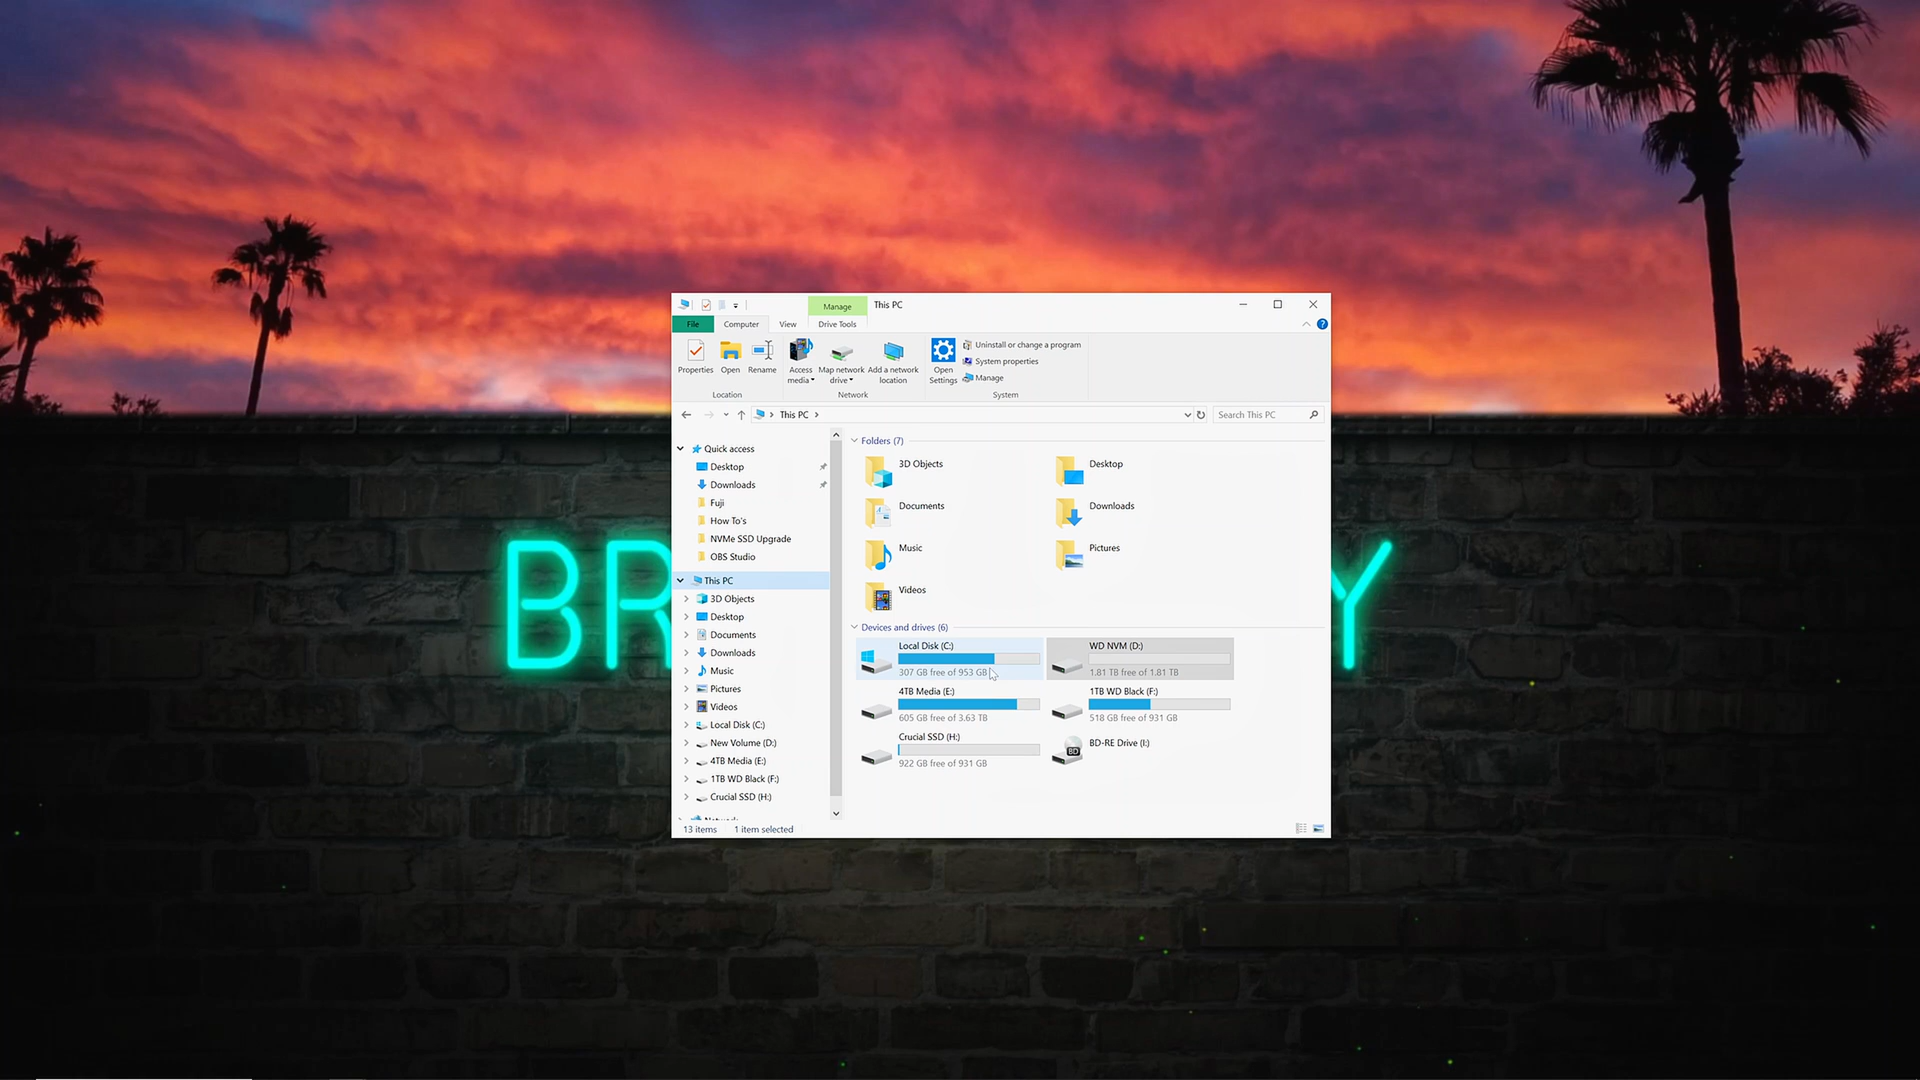 Manage
This PC
File
Computer
View
Drive Tools
Properties
Open
Rename
Access media
Map network drive
Add a network location
Open Settings
Uninstall or change a program
System properties
Manage
Location
Network
System
This PC
Search This PC
Quick access
Desktop
Downloads
Fuji
How To's
NVMe SSD Upgrade
OBS Studio
This PC
3D Objects
Desktop
Documents
Downloads
Music
Pictures
Videos
Local Disk (C:)
New Volume (D:)
4TB Media (E:)
1TB WD Black (F:)
Crucial SSD (H:)
Folders (7)
3D Objects
Desktop
Documents
Downloads
Music
Pictures
Videos
Devices and drives (6)
Local Disk (C:)
307 GB free of 953 GB
WD NVM (D:)
1.81 TB free of 1.81 TB
4TB Media (E:)
605 GB free of 3.63 TB
1TB WD Black (F:)
518 GB free of 931 GB
Crucial SSD (H:)
922 GB free of 931 GB
BD
BD-RE Drive (I:)
13 items
1 item selected
BR
Y